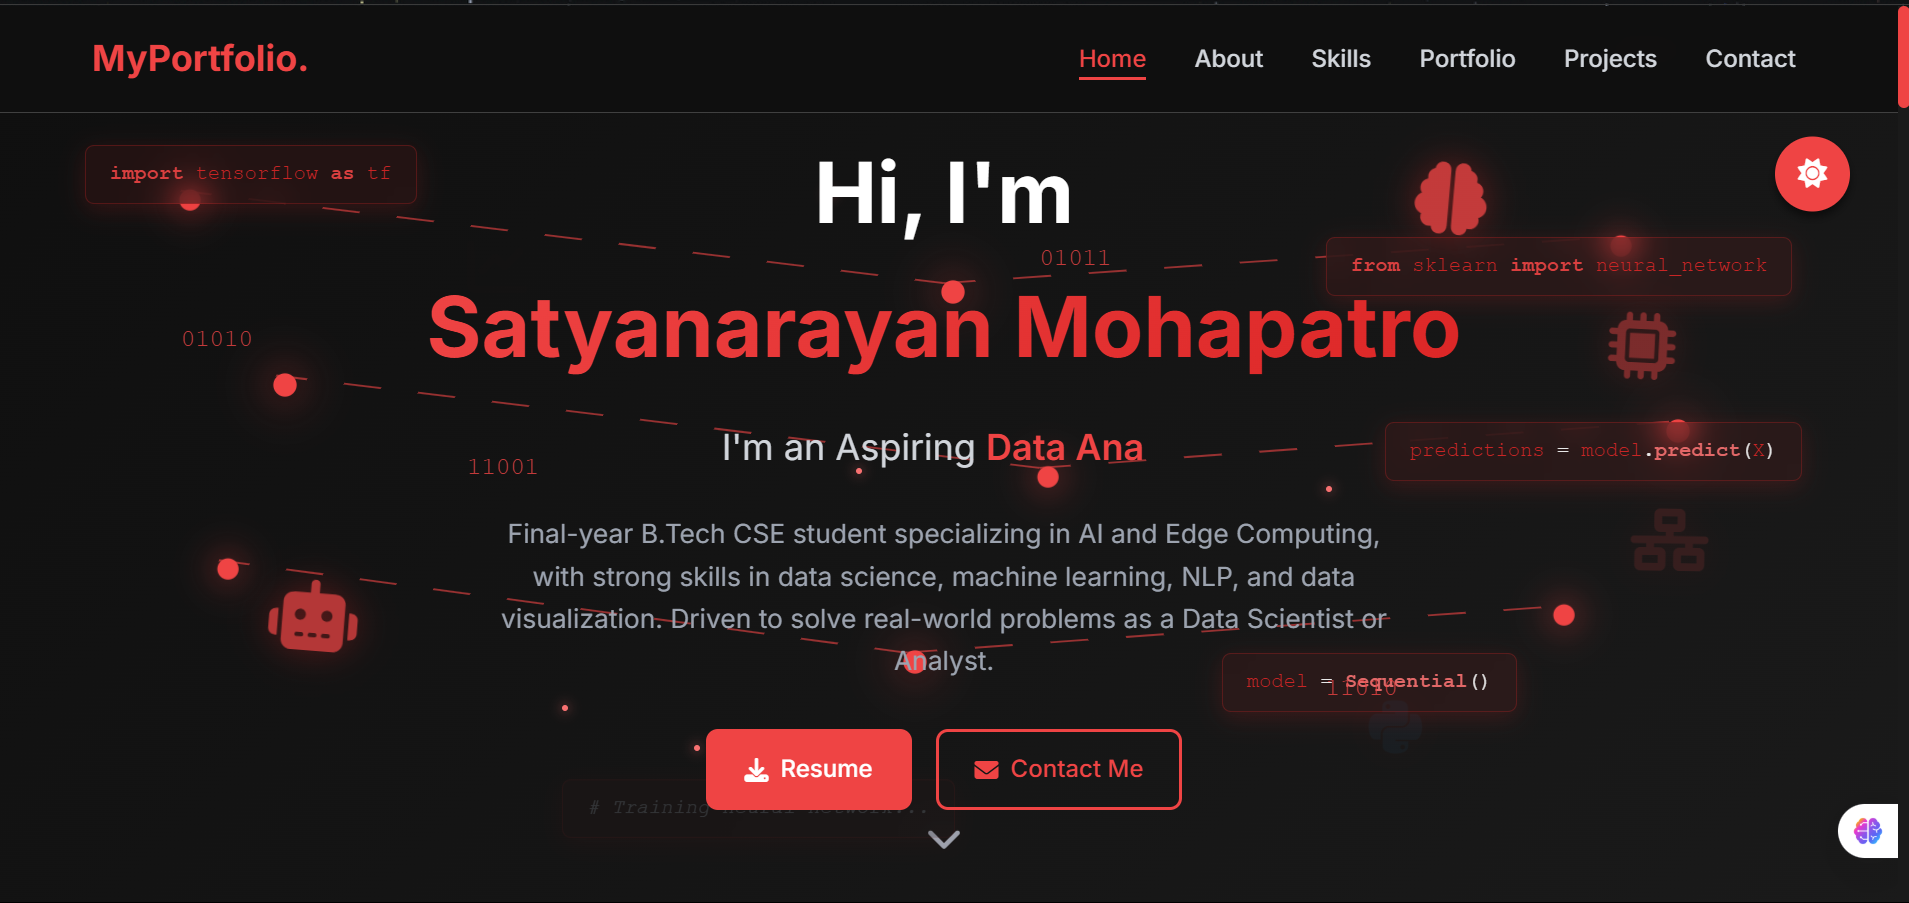 MyPortfolio.
Home About Skills Portfolio Projects Contact
import tensorflow as tf
Hi, I'm
01011
from sklearn import neural_network
Satyanarayan Mohapatro
01010
I'm an Aspiring Data Ana
predictions = model.predict(X)
11001
Final-year B.Tech CSE student specializing in AI and Edge Computing,
with strong skills in data science, machine learning, NLP, and data
visualization. Driven to solve real-world problems as a Data Scientist or
Analyst.
model = Sequential()
11010
Resume
Contact Me
# Training neural network...